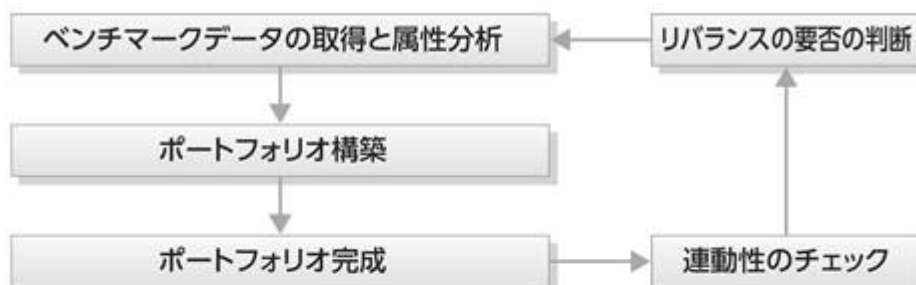 ベンチマークデータの取得と属性分析
リバランスの要否の判断
ポートフォリオ構築
ポートフォリオ完成
連動性のチェック